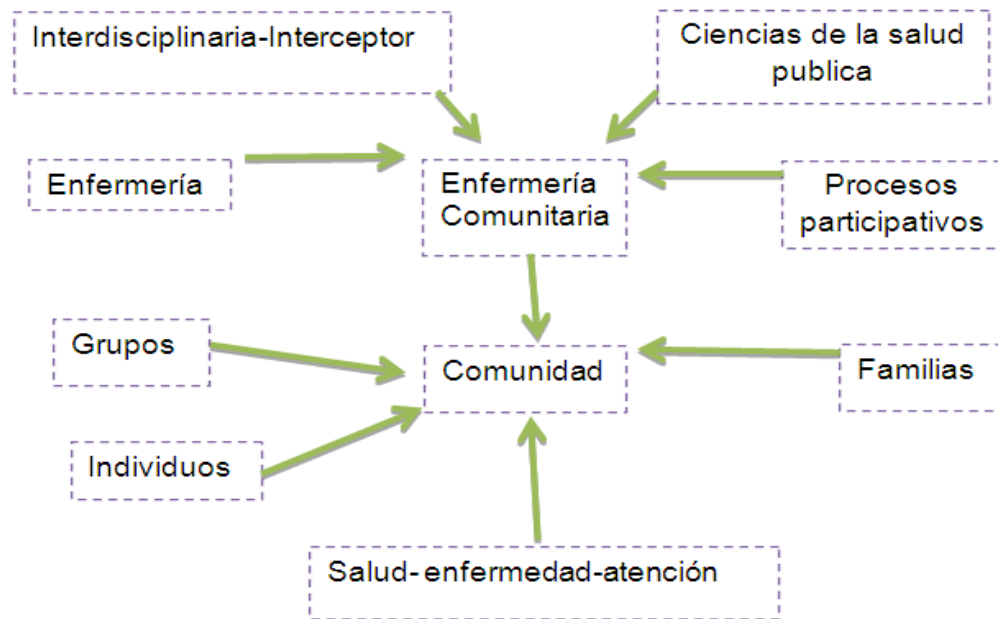 Interdisciplinaria-Interceptor
Ciencias de la salud
publica
Enfermería
Enfermería
Comunitaria
Procesos
participativos
Grupos
Comunidad
Familias
Individuos
Salud-enfermedad-atención